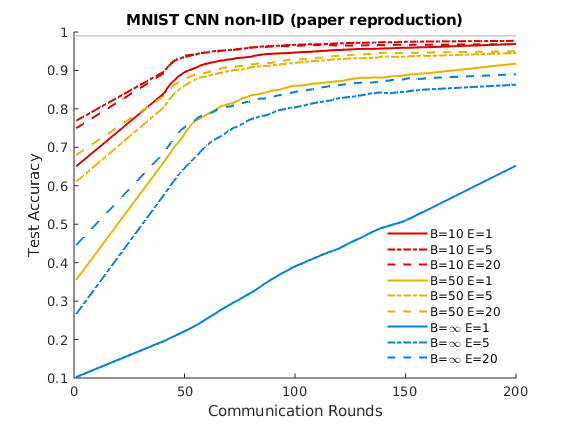 MNIST CNN non-IID (paper reproduction)
1
0.9
0.8
0.7
0.6
0.5
0.4
0.3
0.2
0.1
Test Accuracy
B=10 E=1
B=10 E=5
B=10 E=20
B=50 E=1
B=50 E=5
B=50 E=20
B=∞ E=1
B=∞ E=5
B=∞ E=20
0 50 100 150 200
Communication Rounds